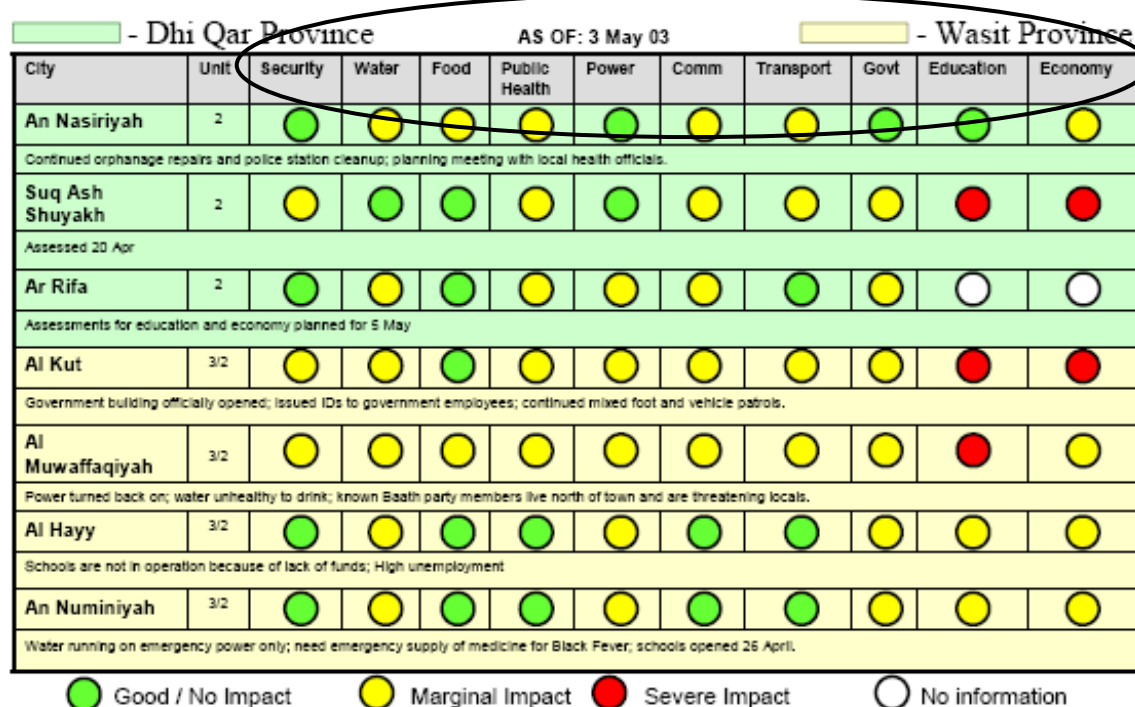 - Dhi Qar Province AS OF: 3 May 03 - Wasit Province
City Unit Security Water Food Public Health Power Comm Transport Govt Education Economy
An Nasiriyah 2
Continued orphanage repairs and police station cleanup; planning meeting with local health officials.
Suq Ash
Shuyakh 2
Assessed 20 Apr
Ar Rifa 2
Assessments for education and economy planned for 5 May
Al Kut 3/2
Government building officially opened; issued IDs to government employees; continued mixed foot and vehicle patrols.
Al
Muwaffaqiyah 3/2
Power turned back on; water unhealthy to drink; known Baath party members live north of town and are threatening locals.
Al Hayy 3/2
Schools are not in operation because of lack of funds; High unemployment
An Numiniyah 3/2
Water running on emergency power only; need emergency supply of medicine for Black Fever; schools opened 26 April.
Good / No Impact Marginal Impact Severe Impact No information